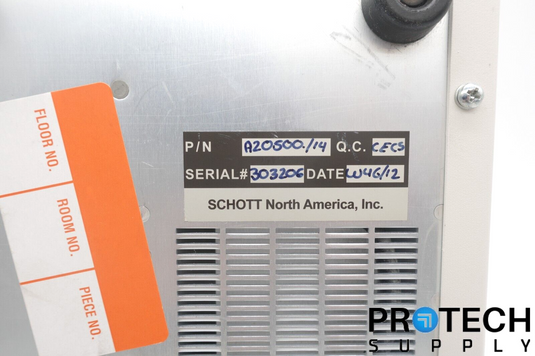 P/N A20500./14 Q.C. CECS
SERIAL# 303206 DATE W46/12
SCHOTT North America, Inc.
FLOOR NO.
ROOM NO.
PIECE NO.
PROTECH
SUPPLY